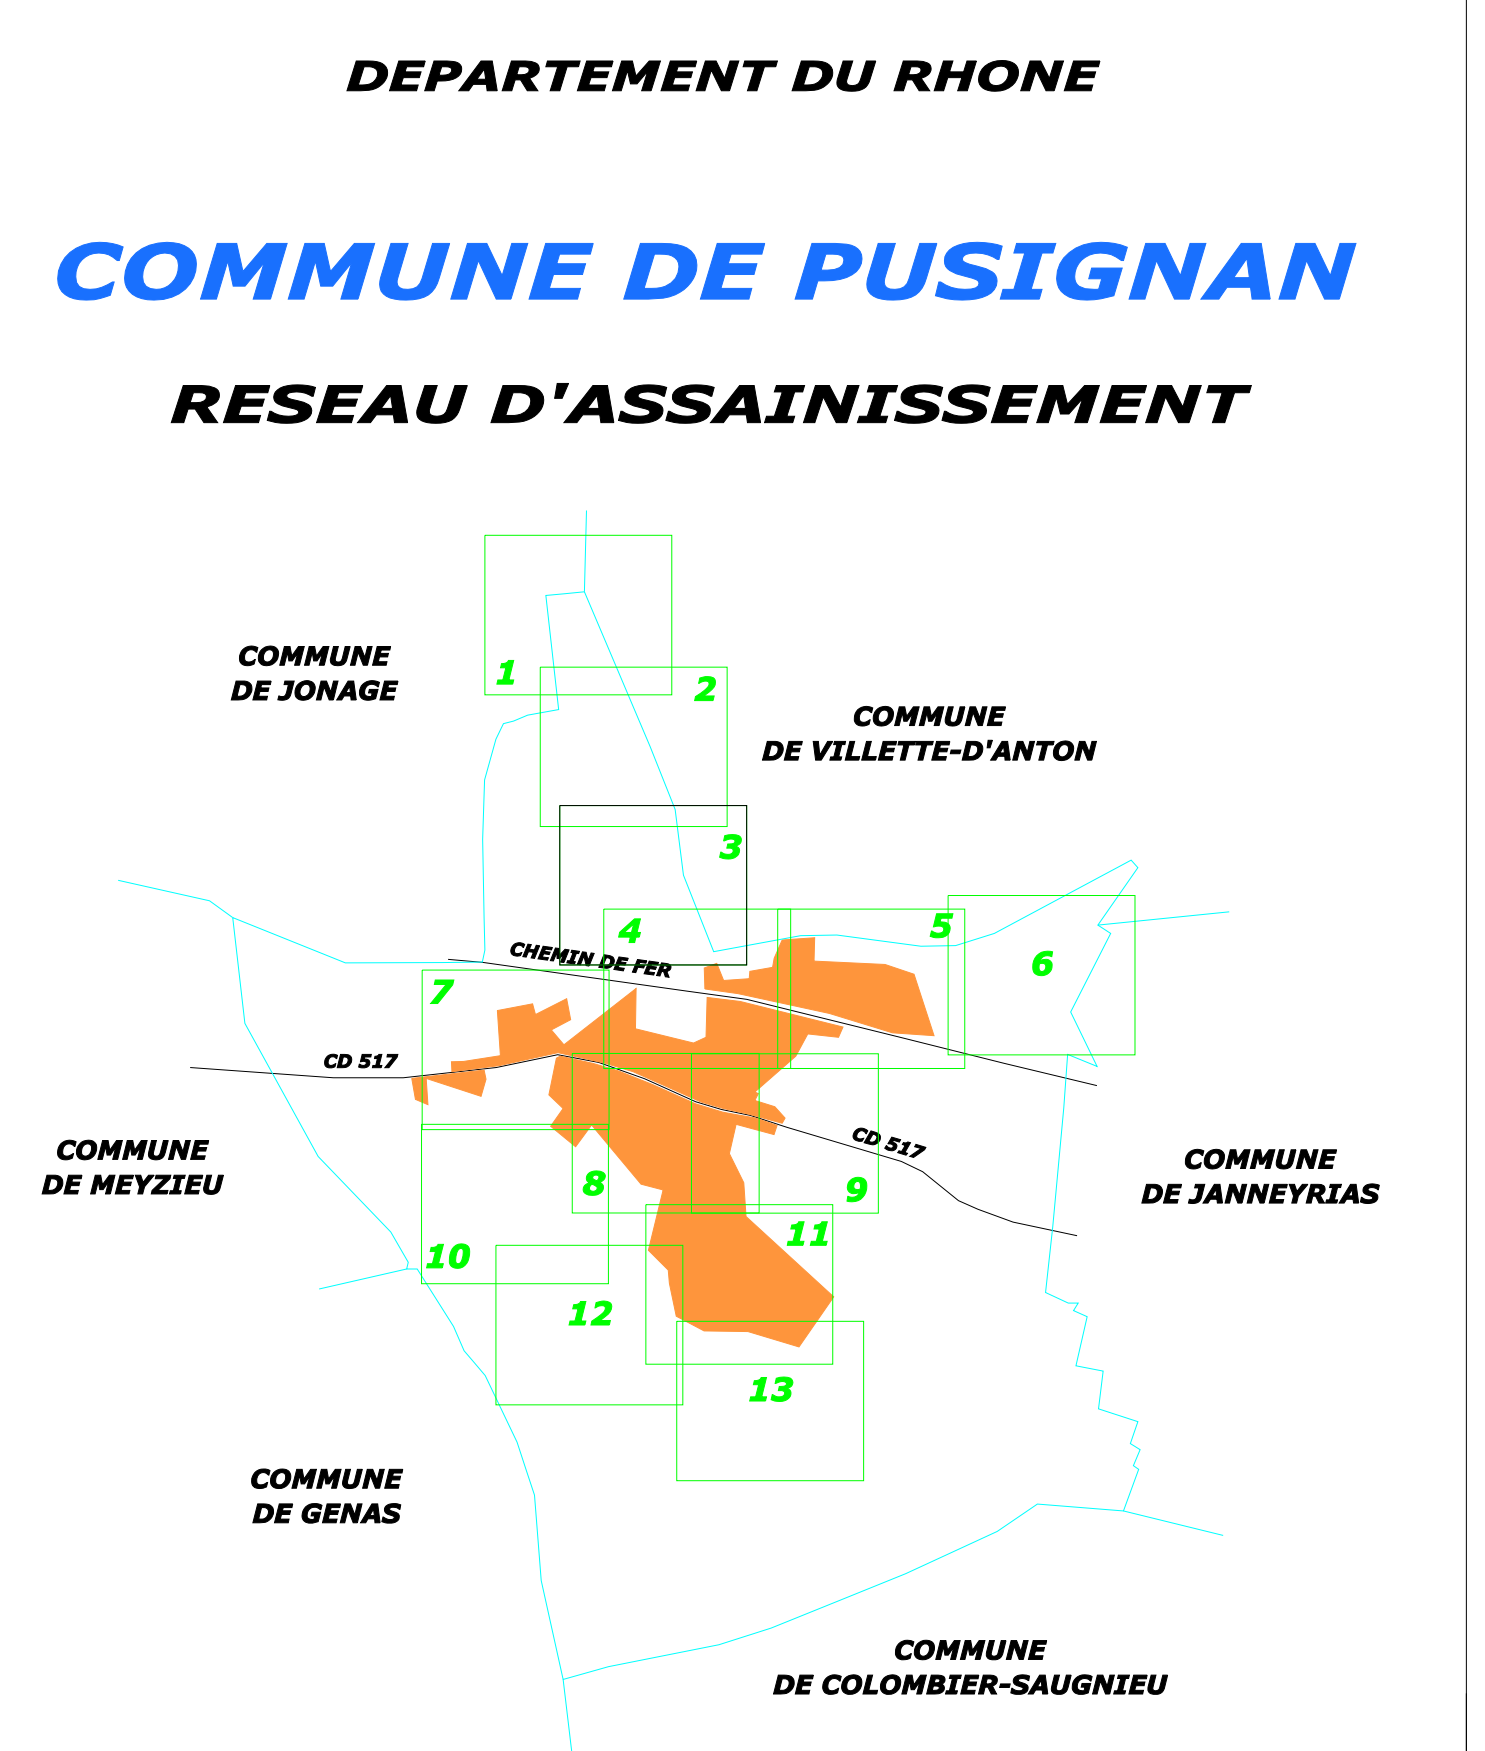 DEPARTEMENT DU RHONE
COMMUNE DE PUSIGNAN
RESEAU D'ASSAINISSEMENT
COMMUNE
DE JONAGE
1
2
COMMUNE
DE VILLETTE-D'ANTON
3
4
5
6
CHEMIN DE FER
7
CD 517
CD 517
COMMUNE
DE MEYZIEU
8
9
COMMUNE
DE JANNEYRIAS
10
11
12
13
COMMUNE
DE GENAS
COMMUNE
DE COLOMBIER-SAUGNIEU